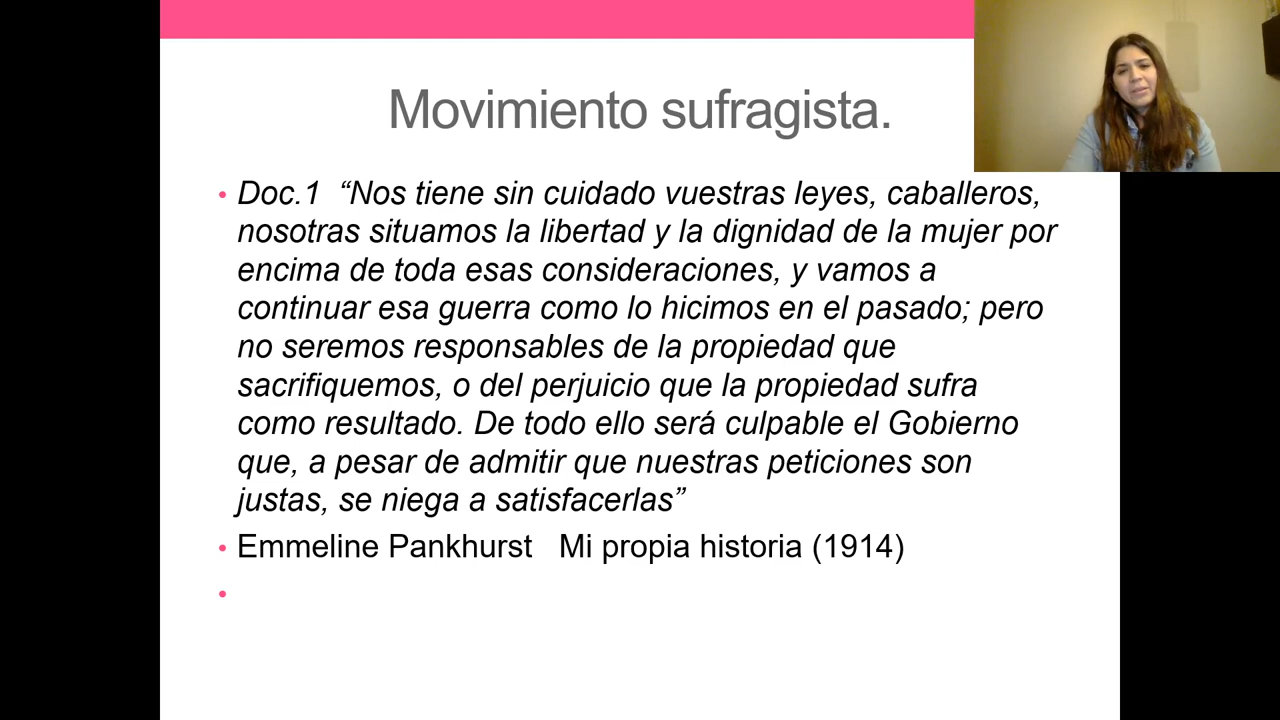 Movimiento sufragista.
• Doc.1  “Nos tiene sin cuidado vuestras leyes, caballeros,
nosotras situamos la libertad y la dignidad de la mujer por
encima de toda esas consideraciones, y vamos a
continuar esa guerra como lo hicimos en el pasado; pero
no seremos responsables de la propiedad que
sacrifiquemos, o del perjuicio que la propiedad sufra
como resultado. De todo ello será culpable el Gobierno
que, a pesar de admitir que nuestras peticiones son
justas, se niega a satisfacerlas”
• Emmeline Pankhurst   Mi propia historia (1914)